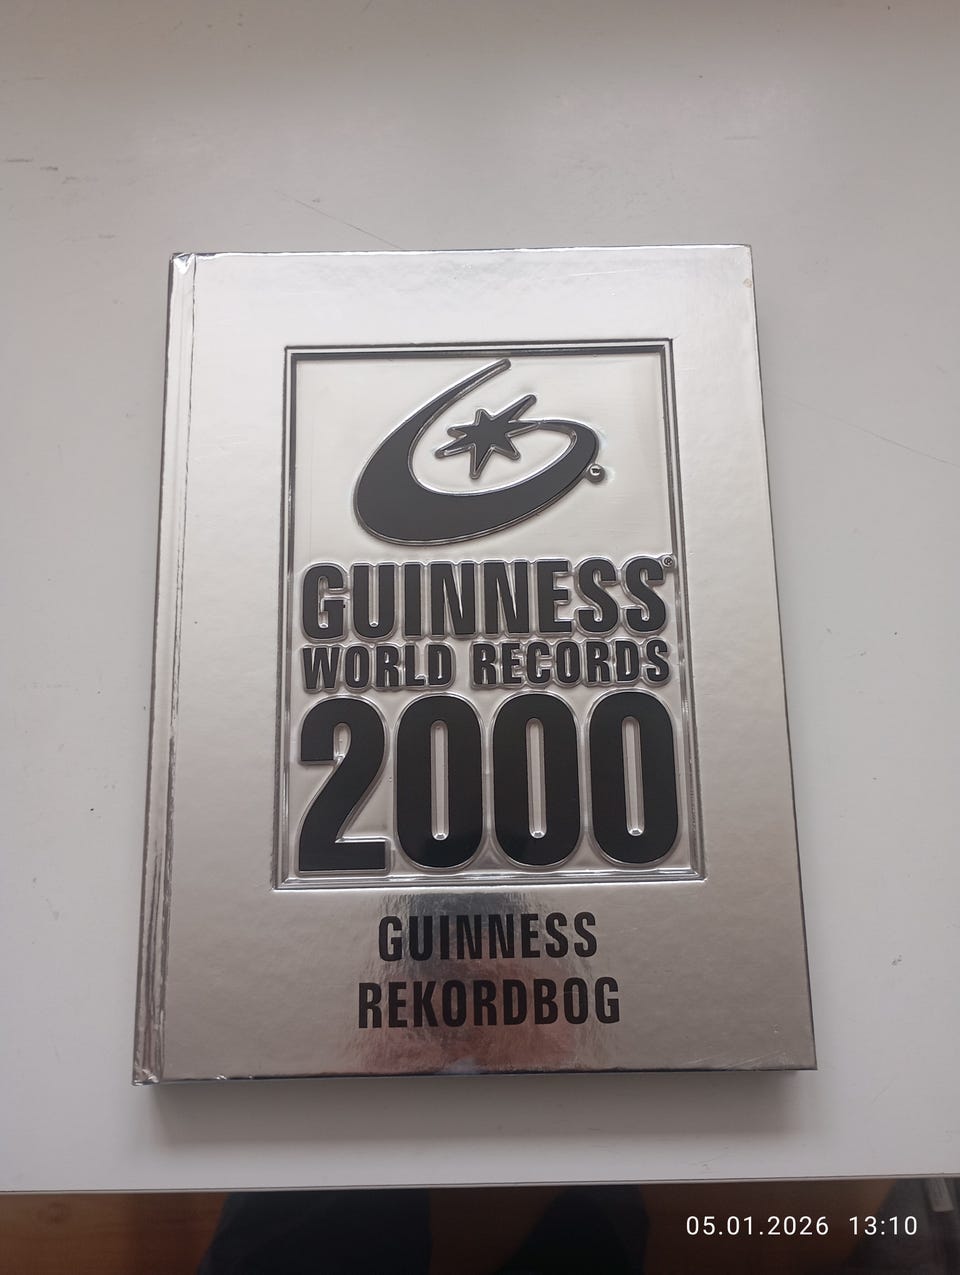 GUINNESS®
WORLD RECORDS
2000
GUINNESS
REKORDBOG
05.01.2026 13:10